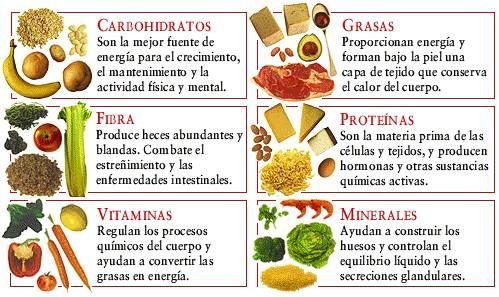 CARBOHIDRATOS
Son la mejor fuente de
energía para el crecimiento,
el mantenimiento y la
actividad física y mental.
GRASAS
Proporcionan energía y
forman bajo la piel una
capa de tejido que conserva
el calor del cuerpo.
FIBRA
Produce heces abundantes y
blandas. Combate el
estreñimiento y las
enfermedades intestinales.
PROTEÍNAS
Son la materia prima de las
células y tejidos, y producen
hormonas y otras sustancias
químicas activas.
VITAMINAS
Regulan los procesos
químicos del cuerpo y
ayudan a convertir las
grasas en energía.
MINERALES
Ayudan a construir los
huesos y controlan el
equilibrio líquido y las
secreciones glandulares.